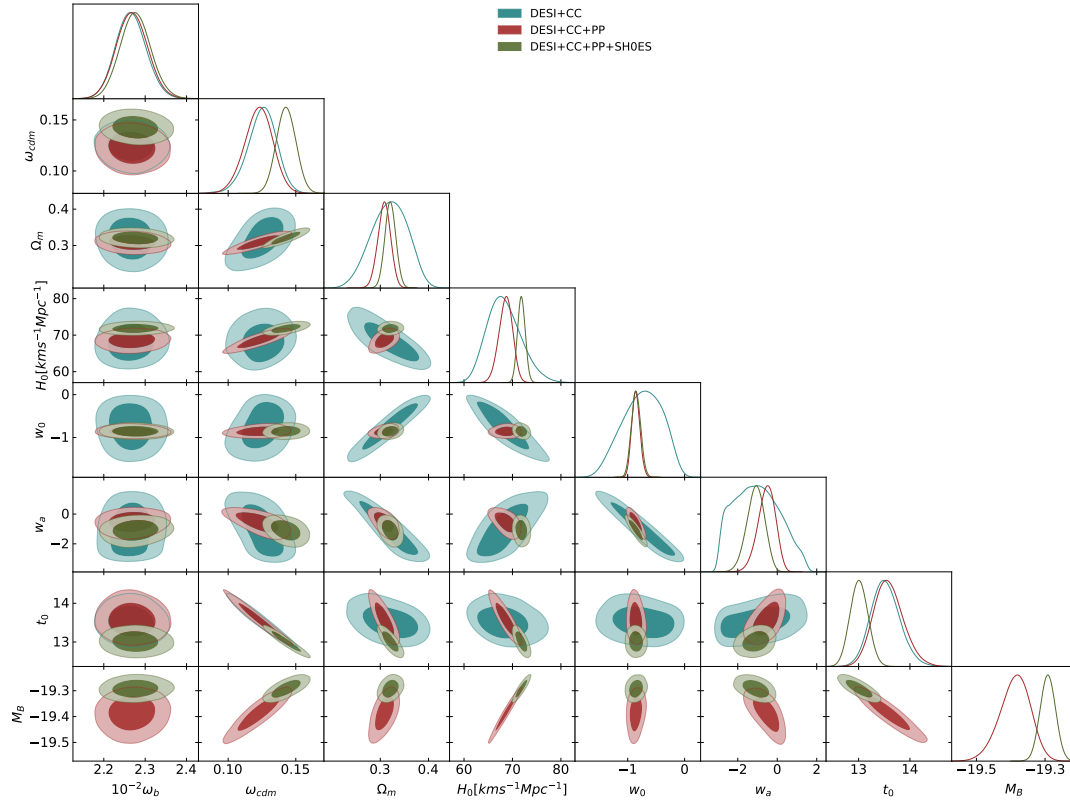 DESI+CC
DESI+CC+PP
DESI+CC+PP+SH0ES
0.15
0.10
ω_cdm
0.4
0.3
Ω_m
80
70
60
H_0[kms^−1Mpc^−1]
0
−1
w_0
0
−2
w_a
14
13
t_0
−19.3
−19.4
−19.5
M_B
2.2 2.3 2.4
0.10 0.15
0.3 0.4
60 70 80
−1 0
−2 0 2
13 14
−19.5 −19.3
10^−2ω_b
ω_cdm
Ω_m
H_0[kms^−1Mpc^−1]
w_0
w_a
t_0
M_B